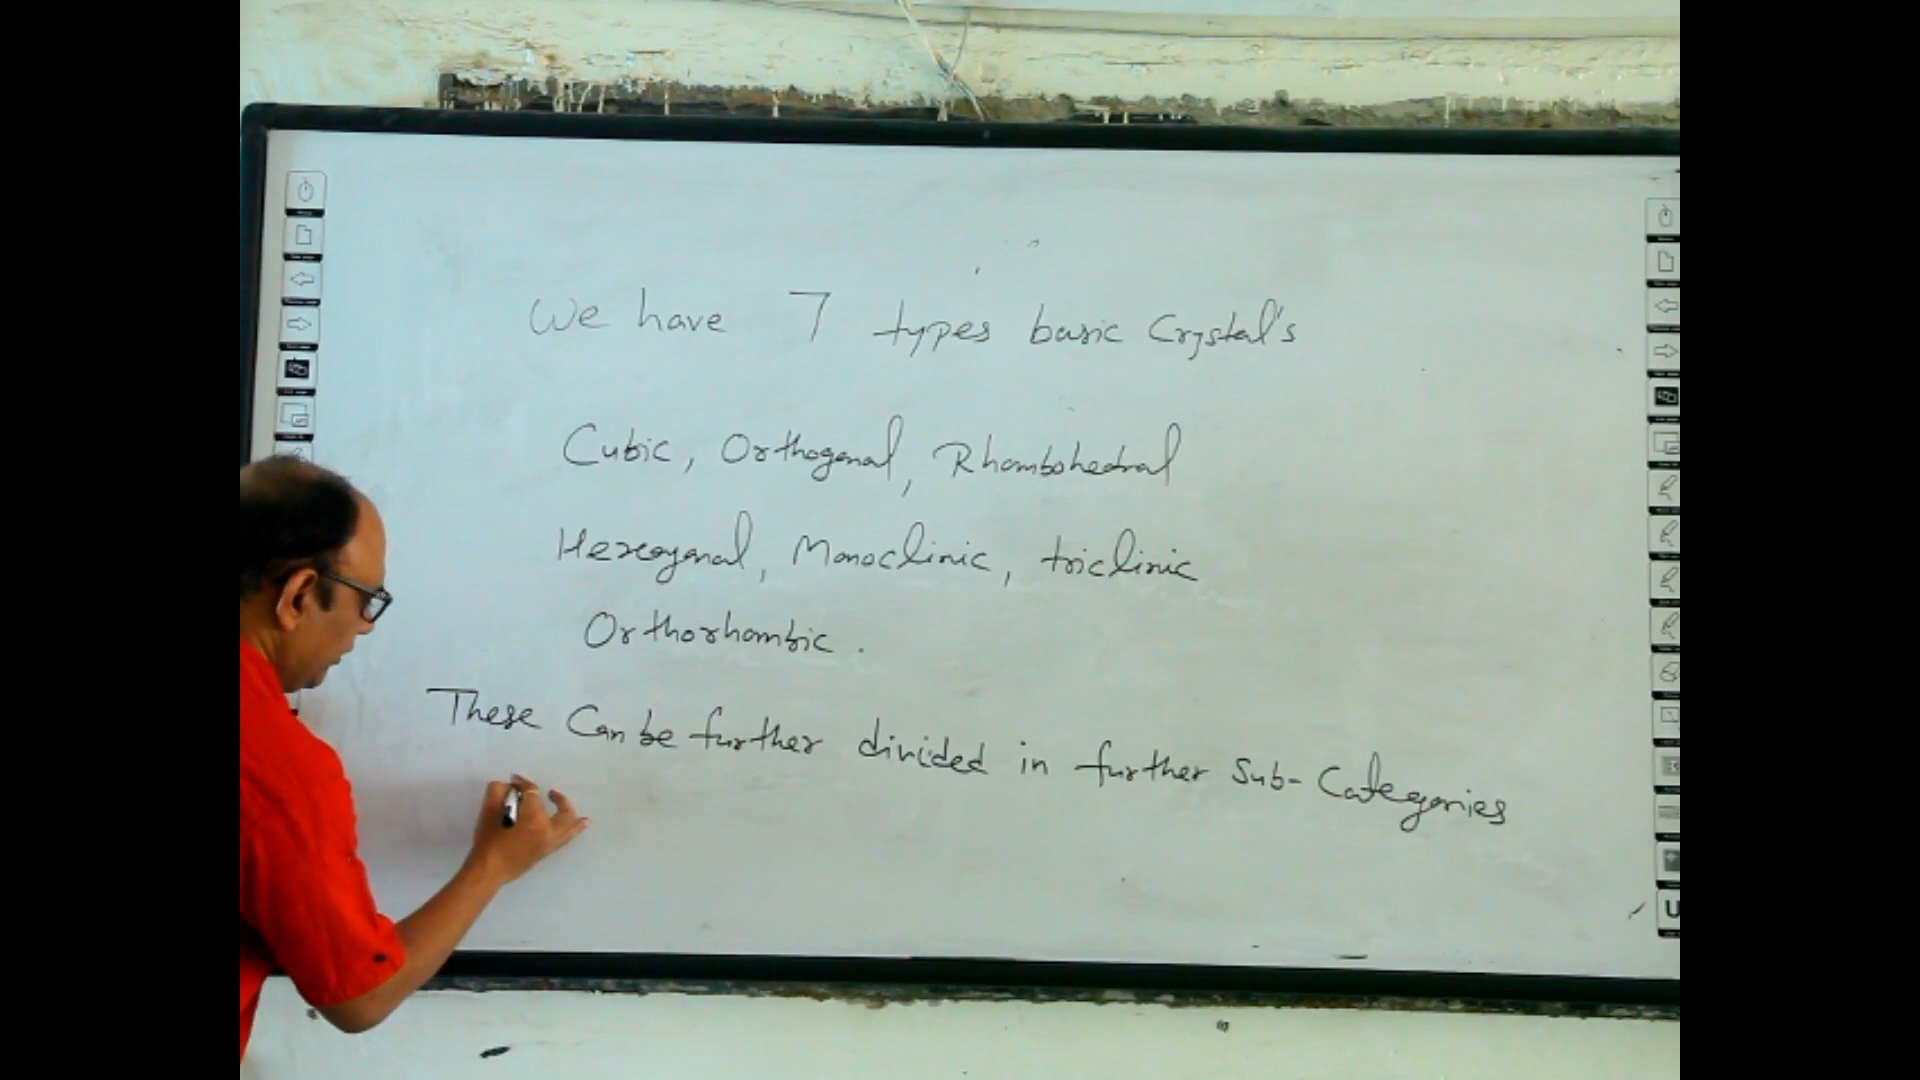 We have 7 types basic Crystal's
Cubic, Orthogonal, Rhombohedral
Hexagonal, Monoclinic, triclinic
Orthorhombic.
These Can be further divided in further Sub-Categories
U